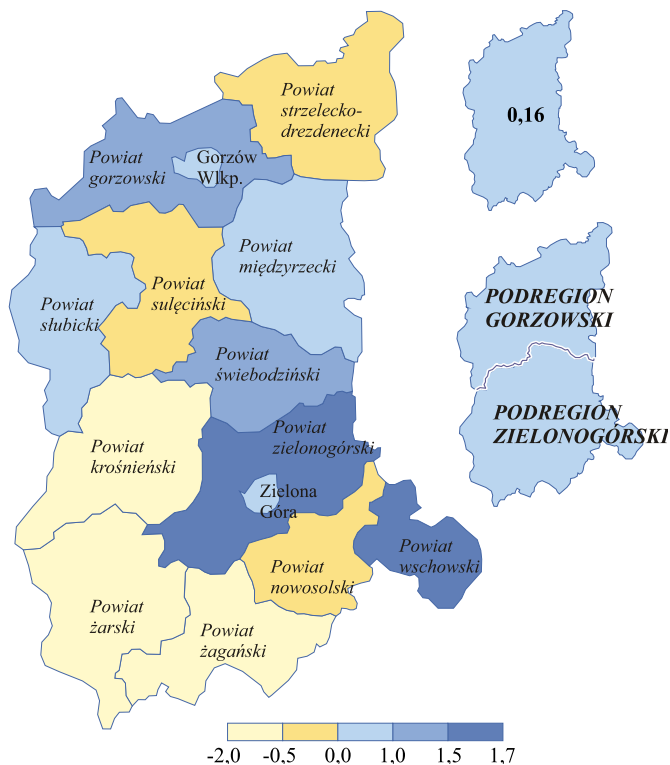 Powiat
strzelecko-
drezdenecki
0,16
Powiat
gorzowski
Gorzów
Wlkp.
Powiat
międzyrzecki
Powiat
sulęciński
Powiat
słubicki
PODREGION
GORZOWSKI
Powiat
świebodziński
PODREGION
ZIELONOGÓRSKI
Powiat
zielonogórski
Powiat
krośnieński
Zielona
Góra
Powiat
wschowski
Powiat
nowosolski
Powiat
żarski
Powiat
żagański
-2,0 -0,5 0,0 1,0 1,5 1,7